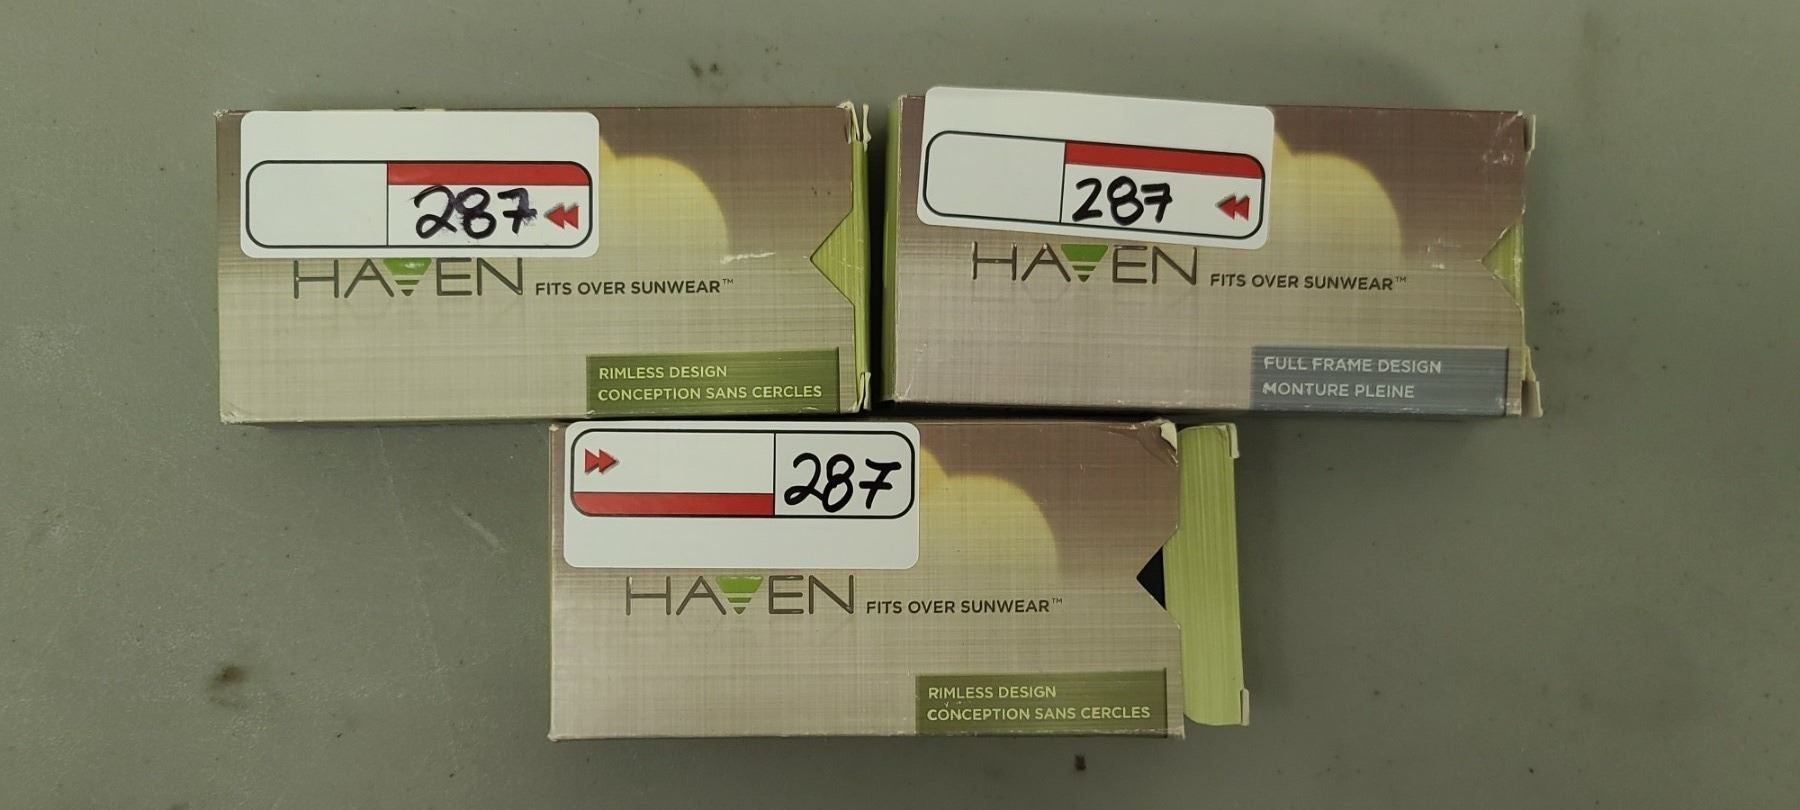 287
HAVEN FITS OVER SUNWEAR™
RIMLESS DESIGN
CONCEPTION SANS CERCLES
287
HAVEN FITS OVER SUNWEAR™
FULL FRAME DESIGN
MONTURE PLEINE
287
HAVEN FITS OVER SUNWEAR™
RIMLESS DESIGN
CONCEPTION SANS CERCLES